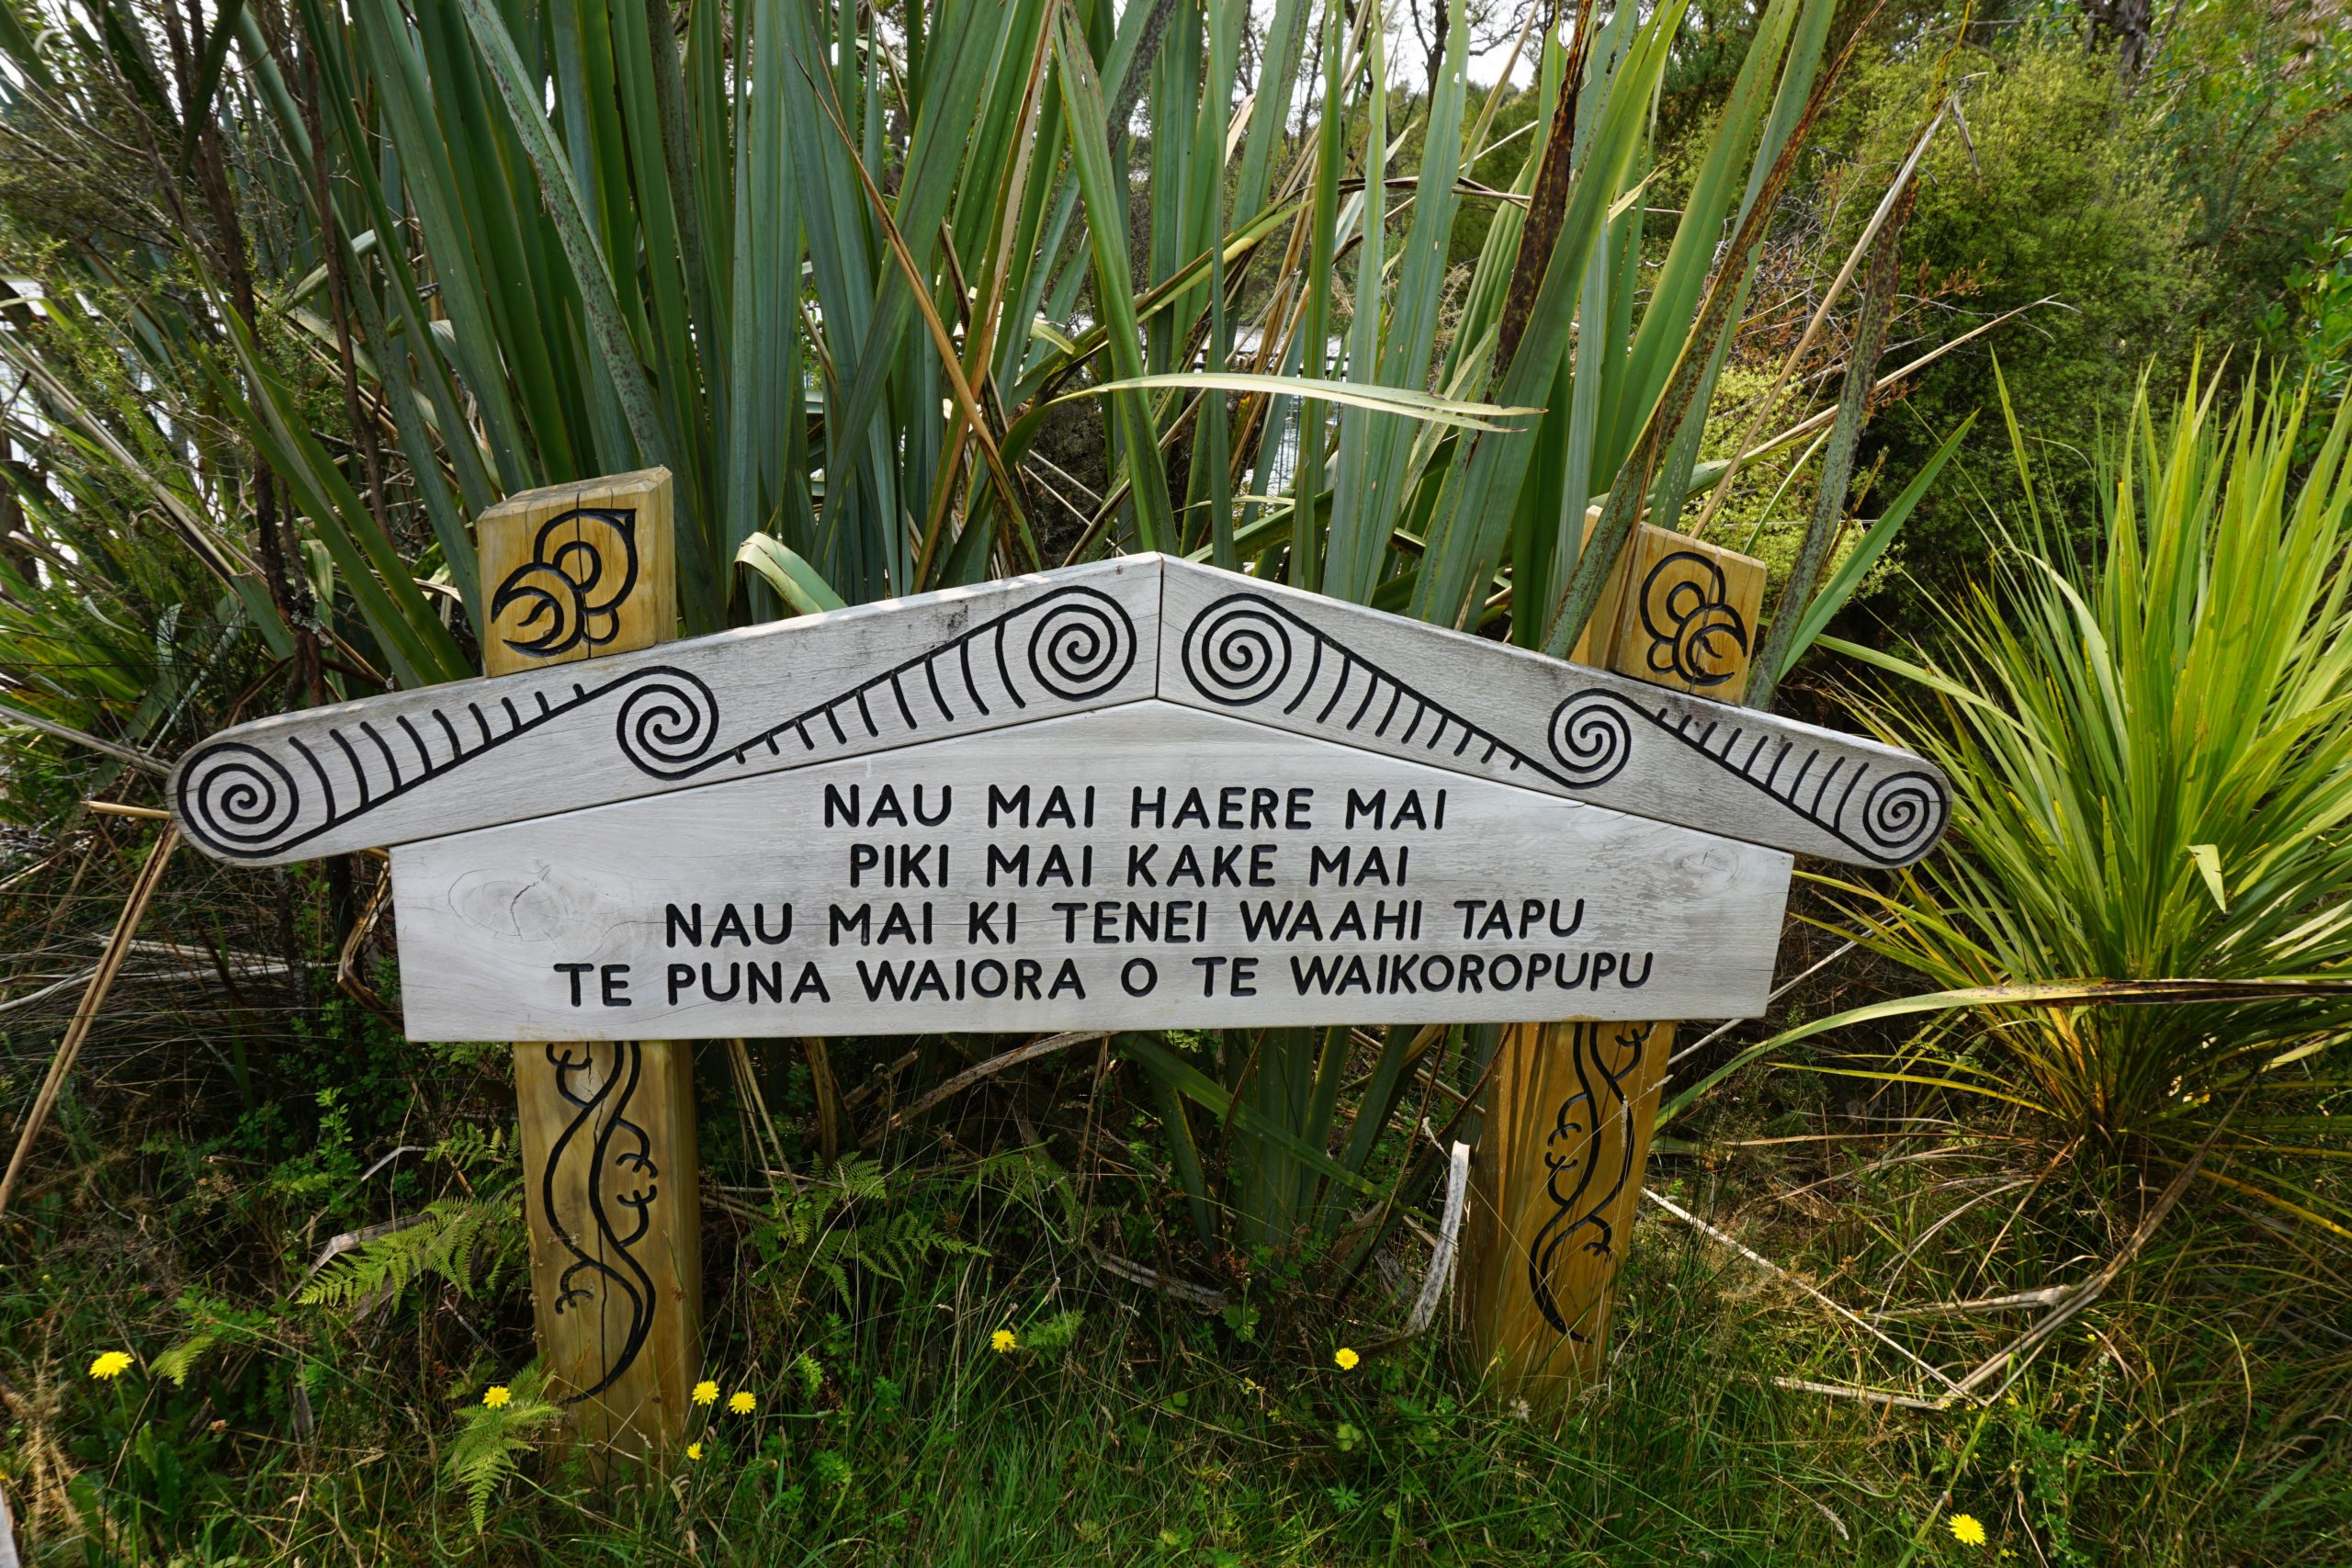 NAU MAI HAERE MAI
PIKI MAI KAKE MAI
NAU MAI KI TENEI WAAHI TAPU
TE PUNA WAIORA O TE WAIKOROPUPU